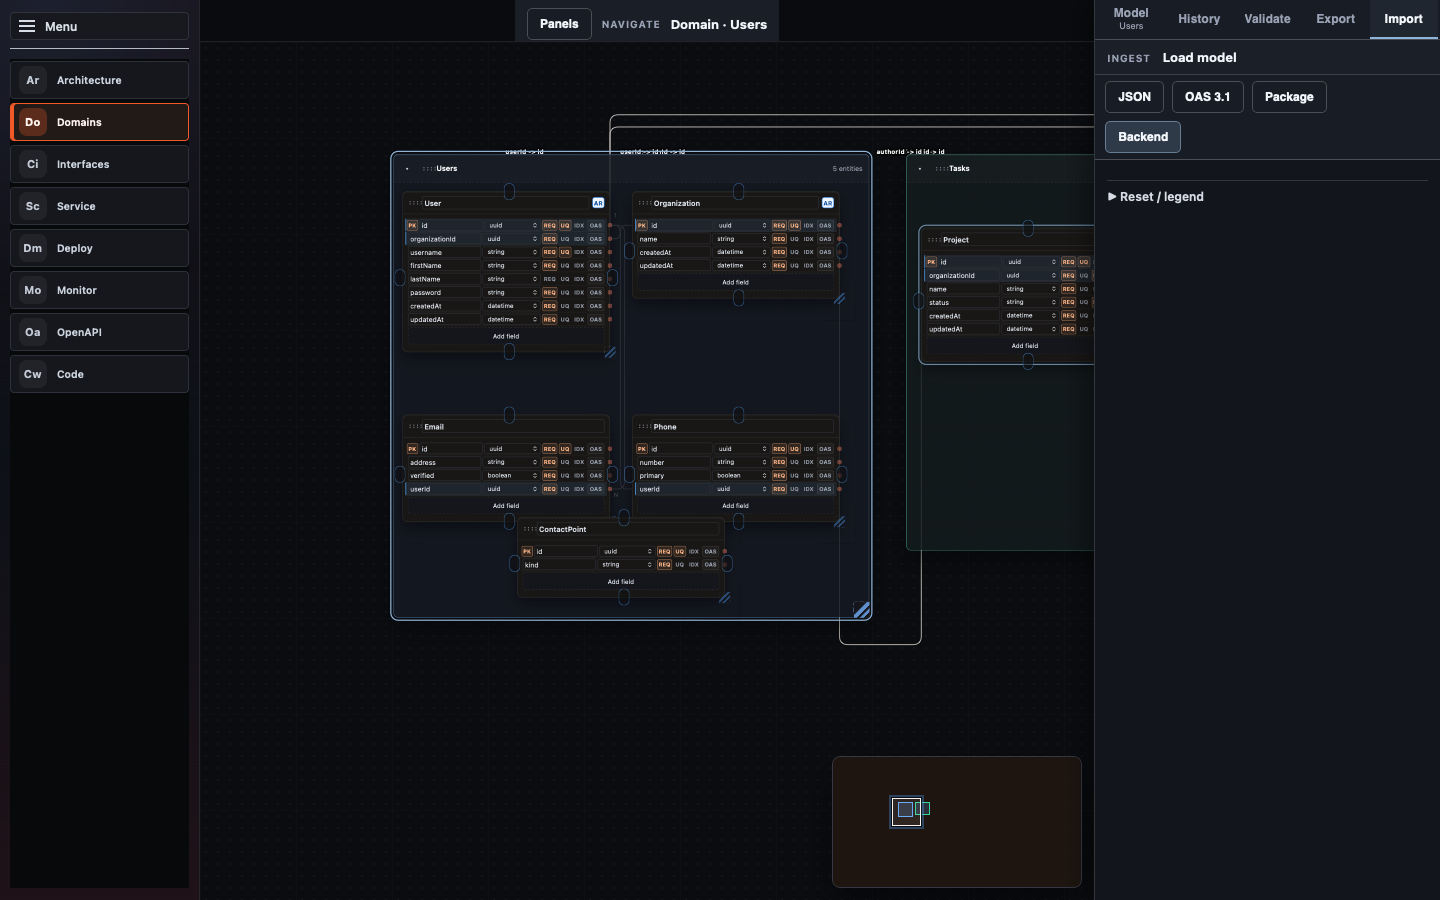 Menu
Ar Architecture
Do Domains
Ci Interfaces
Sc Service
Dm Deploy
Mo Monitor
Oa OpenAPI
Cw Code
Panels NAVIGATE Domain · Users
Model
Users
History Validate Export Import
INGEST Load model
JSON OAS 3.1 Package
Backend
Reset / legend
userId -> id
authorId -> id
Users 5 entities
User AR
PK id uuid REQ UQ IDX OAS
organizationId uuid REQ UQ IDX OAS
username string REQ UQ IDX OAS
firstName string REQ UQ IDX OAS
lastName string REQ UQ IDX OAS
password string REQ UQ IDX OAS
createdAt datetime REQ UQ IDX OAS
updatedAt datetime REQ UQ IDX OAS
Add field
Organization AR
PK id uuid REQ UQ IDX OAS
name string REQ UQ IDX OAS
createdAt datetime REQ UQ IDX OAS
updatedAt datetime REQ UQ IDX OAS
Add field
Email
PK id uuid REQ UQ IDX OAS
address string REQ UQ IDX OAS
verified boolean REQ UQ IDX OAS
userId uuid REQ UQ IDX OAS
Add field
Phone
PK id uuid REQ UQ IDX OAS
number string REQ UQ IDX OAS
primary boolean REQ UQ IDX OAS
userId uuid REQ UQ IDX OAS
Add field
ContactPoint
PK id uuid REQ UQ IDX OAS
kind string REQ UQ IDX OAS
Add field
Tasks
Project
PK id uuid REQ UQ
organizationId uuid REQ UQ
name string REQ UQ
status string REQ UQ
createdAt datetime REQ UQ
updatedAt datetime REQ UQ
Add field